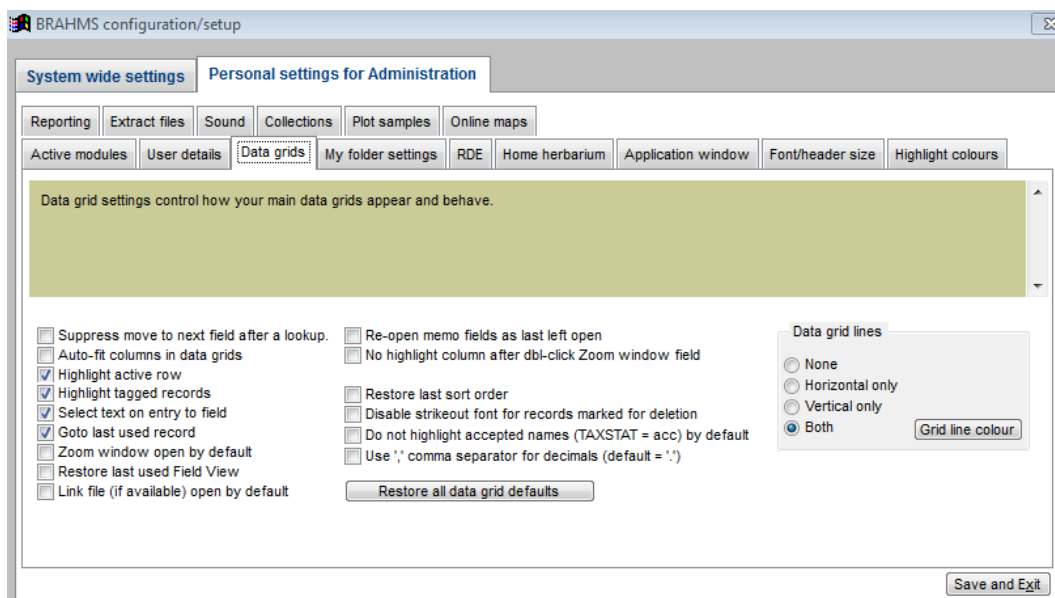 BRAHMS configuration/setup
System wide settings Personal settings for Administration
Reporting Extract files Sound Collections Plot samples Online maps
Active modules User details Data grids My folder settings RDE Home herbarium Application window Font/header size Highlight colours
Data grid settings control how your main data grids appear and behave.
Suppress move to next field after a lookup.
Auto-fit columns in data grids
Highlight active row
Highlight tagged records
Select text on entry to field
Goto last used record
Zoom window open by default
Restore last used Field View
Link file (if available) open by default
Re-open memo fields as last left open
No highlight column after dbl-click Zoom window field
Restore last sort order
Disable strikeout font for records marked for deletion
Do not highlight accepted names (TAXSTAT = acc) by default
Use ',' comma separator for decimals (default = '.')
Restore all data grid defaults
Data grid lines
None
Horizontal only
Vertical only
Both
Grid line colour
Save and Exit